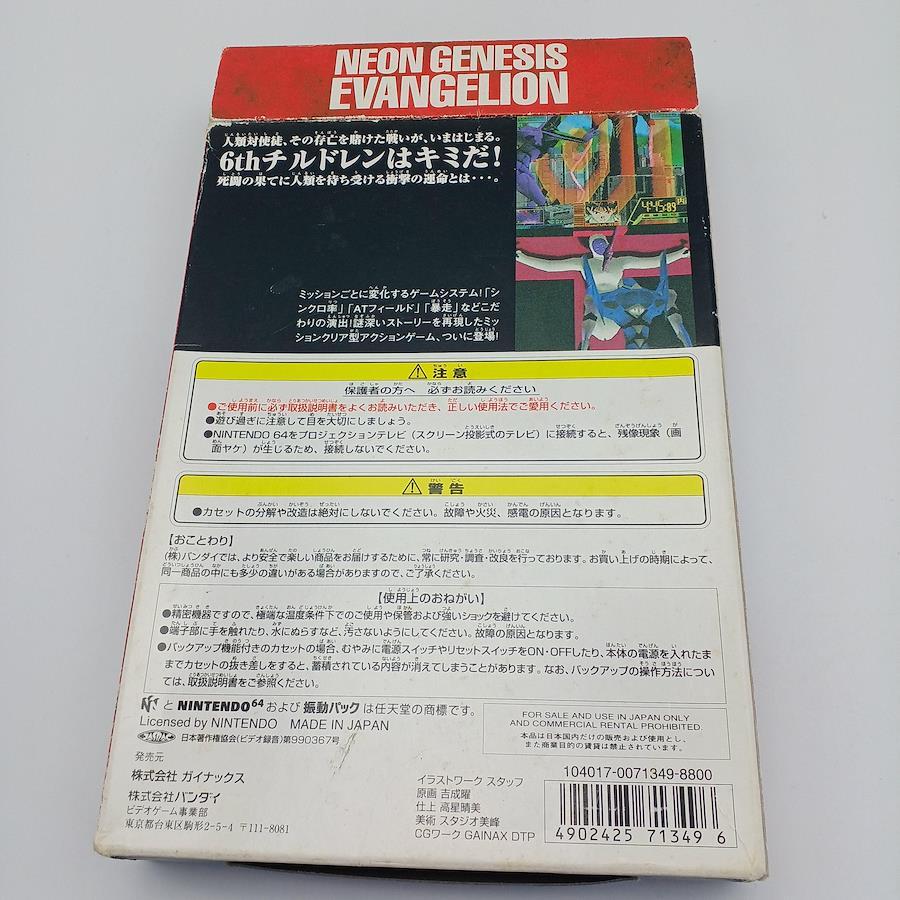 NEON GENESIS
EVANGELION
人類対使徒、その存亡を賭けた戦いが、いまはじまる。
6thチルドレンはキミだ!
死闘の果てに人類を待ち受ける衝撃の運命とは・・・。
4:15:89
ミッションごとに変化するゲームシステム!「シ
ンクロ率」「ATフィールド」「暴走」などこだ
わりの演出!謎深いストーリーを再現したミッ
ションクリア型アクションゲーム、ついに登場!
注意
保護者の方へ 必ずお読みください
●ご使用前に必ず取扱説明書をよくお読みいただき、正しい使用法でご愛用ください。
●遊び過ぎに注意して目を大切にしましょう。
●NINTENDO 64をプロジェクションテレビ(スクリーン投影式のテレビ)に接続すると、残像現象(画
面ヤケ)が生じるため、接続しないでください。
警告
●カセットの分解や改造は絶対にしないでください。故障や火災、感電の原因となります。
【おことわり】
(株)バンダイでは、より安全で楽しい商品をお届けするために、常に研究・調査・改良を行っております。お買い上げの時期によって、
同一商品の中にも多少の違いがある場合がありますので、ご了承ください。
【使用上のおねがい】
●精密機器ですので、極端な温度条件下でのご使用や保管および強いショックを避けてください。
●端子部に手を触れたり、水にぬらすなど、汚さないようにしてください。故障の原因となります。
●バックアップ機能付きのカセットの場合、むやみに電源スイッチやリセットスイッチをON・OFFしたり、本体の電源を入れたま
までカセットの抜き差しをすると、蓄積されている内容が消えてしまうことがあります。なお、バックアップの操作方法につい
ては、取扱説明書をご参照ください。
と NINTENDO64 および 振動パック は任天堂の商標です。
Licensed by NINTENDO MADE IN JAPAN
日本著作権協会(ビデオ録音)第990367号
FOR SALE AND USE IN JAPAN ONLY
AND COMMERCIAL RENTAL PROHIBITED.
本品は日本国内だけの販売および使用とし、
また商業目的の賃貸は禁止されています。
発売元
株式会社 ガイナックス
株式会社バンダイ
ビデオゲーム事業部
東京都台東区駒形2-5-4 〒111-8081
イラストワーク スタッフ
原画 吉成曜
仕上 高星晴美
美術 スタジオ美峰
CGワーク GAINAX DTP
104017-0071349-8800
4902425 713496